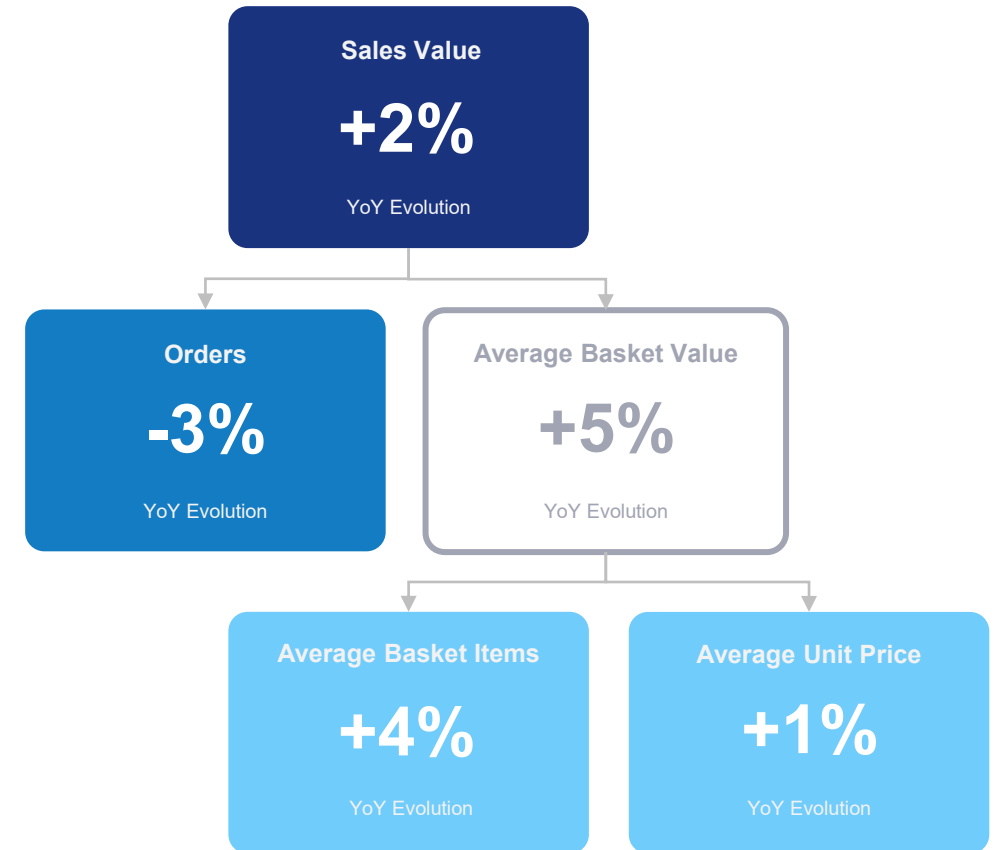 Sales Value
+2%
YoY Evolution
Orders
-3%
YoY Evolution
Average Basket Value
+5%
YoY Evolution
Average Basket Items
+4%
YoY Evolution
Average Unit Price
+1%
YoY Evolution